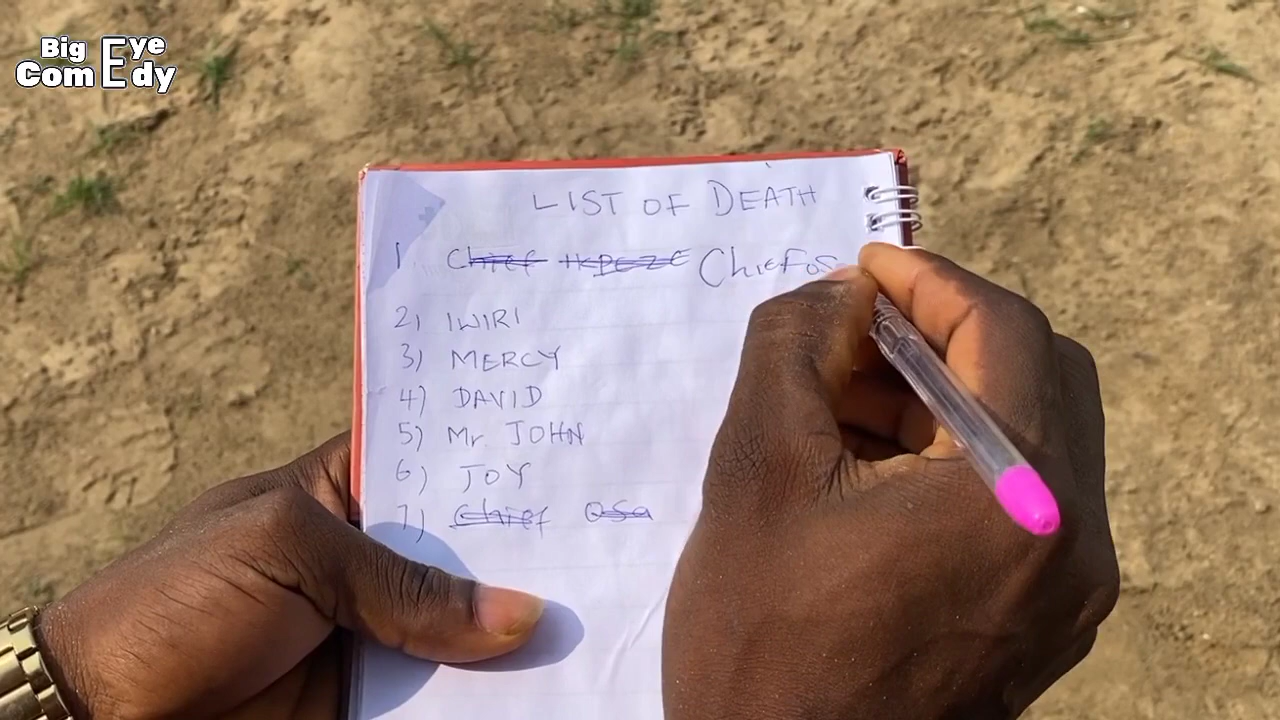 Big Eye
ComEdy
LIST OF DEATH
1. Chief IKPEZE ChiEFOS
2) IWIRI
3) MERCY
4) DAVID
5) Mr. JOHN
6) JOY
7) Chief Osa